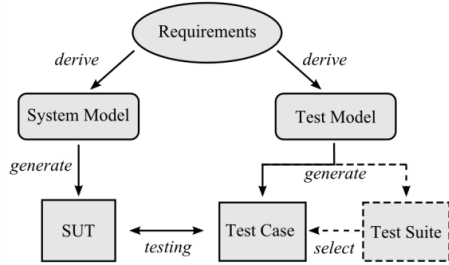 Requirements
derive
derive
System Model
Test Model
generate
generate
SUT
testing
Test Case
select
Test Suite